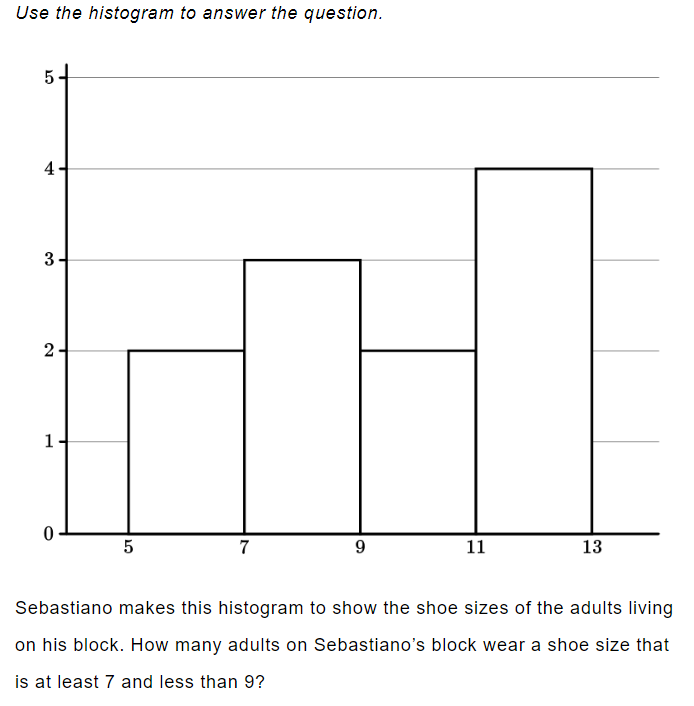 Use the histogram to answer the question.
5
4
3
2
1
0
5 7 9 11 13
Sebastiano makes this histogram to show the shoe sizes of the adults living
on his block. How many adults on Sebastiano’s block wear a shoe size that
is at least 7 and less than 9?